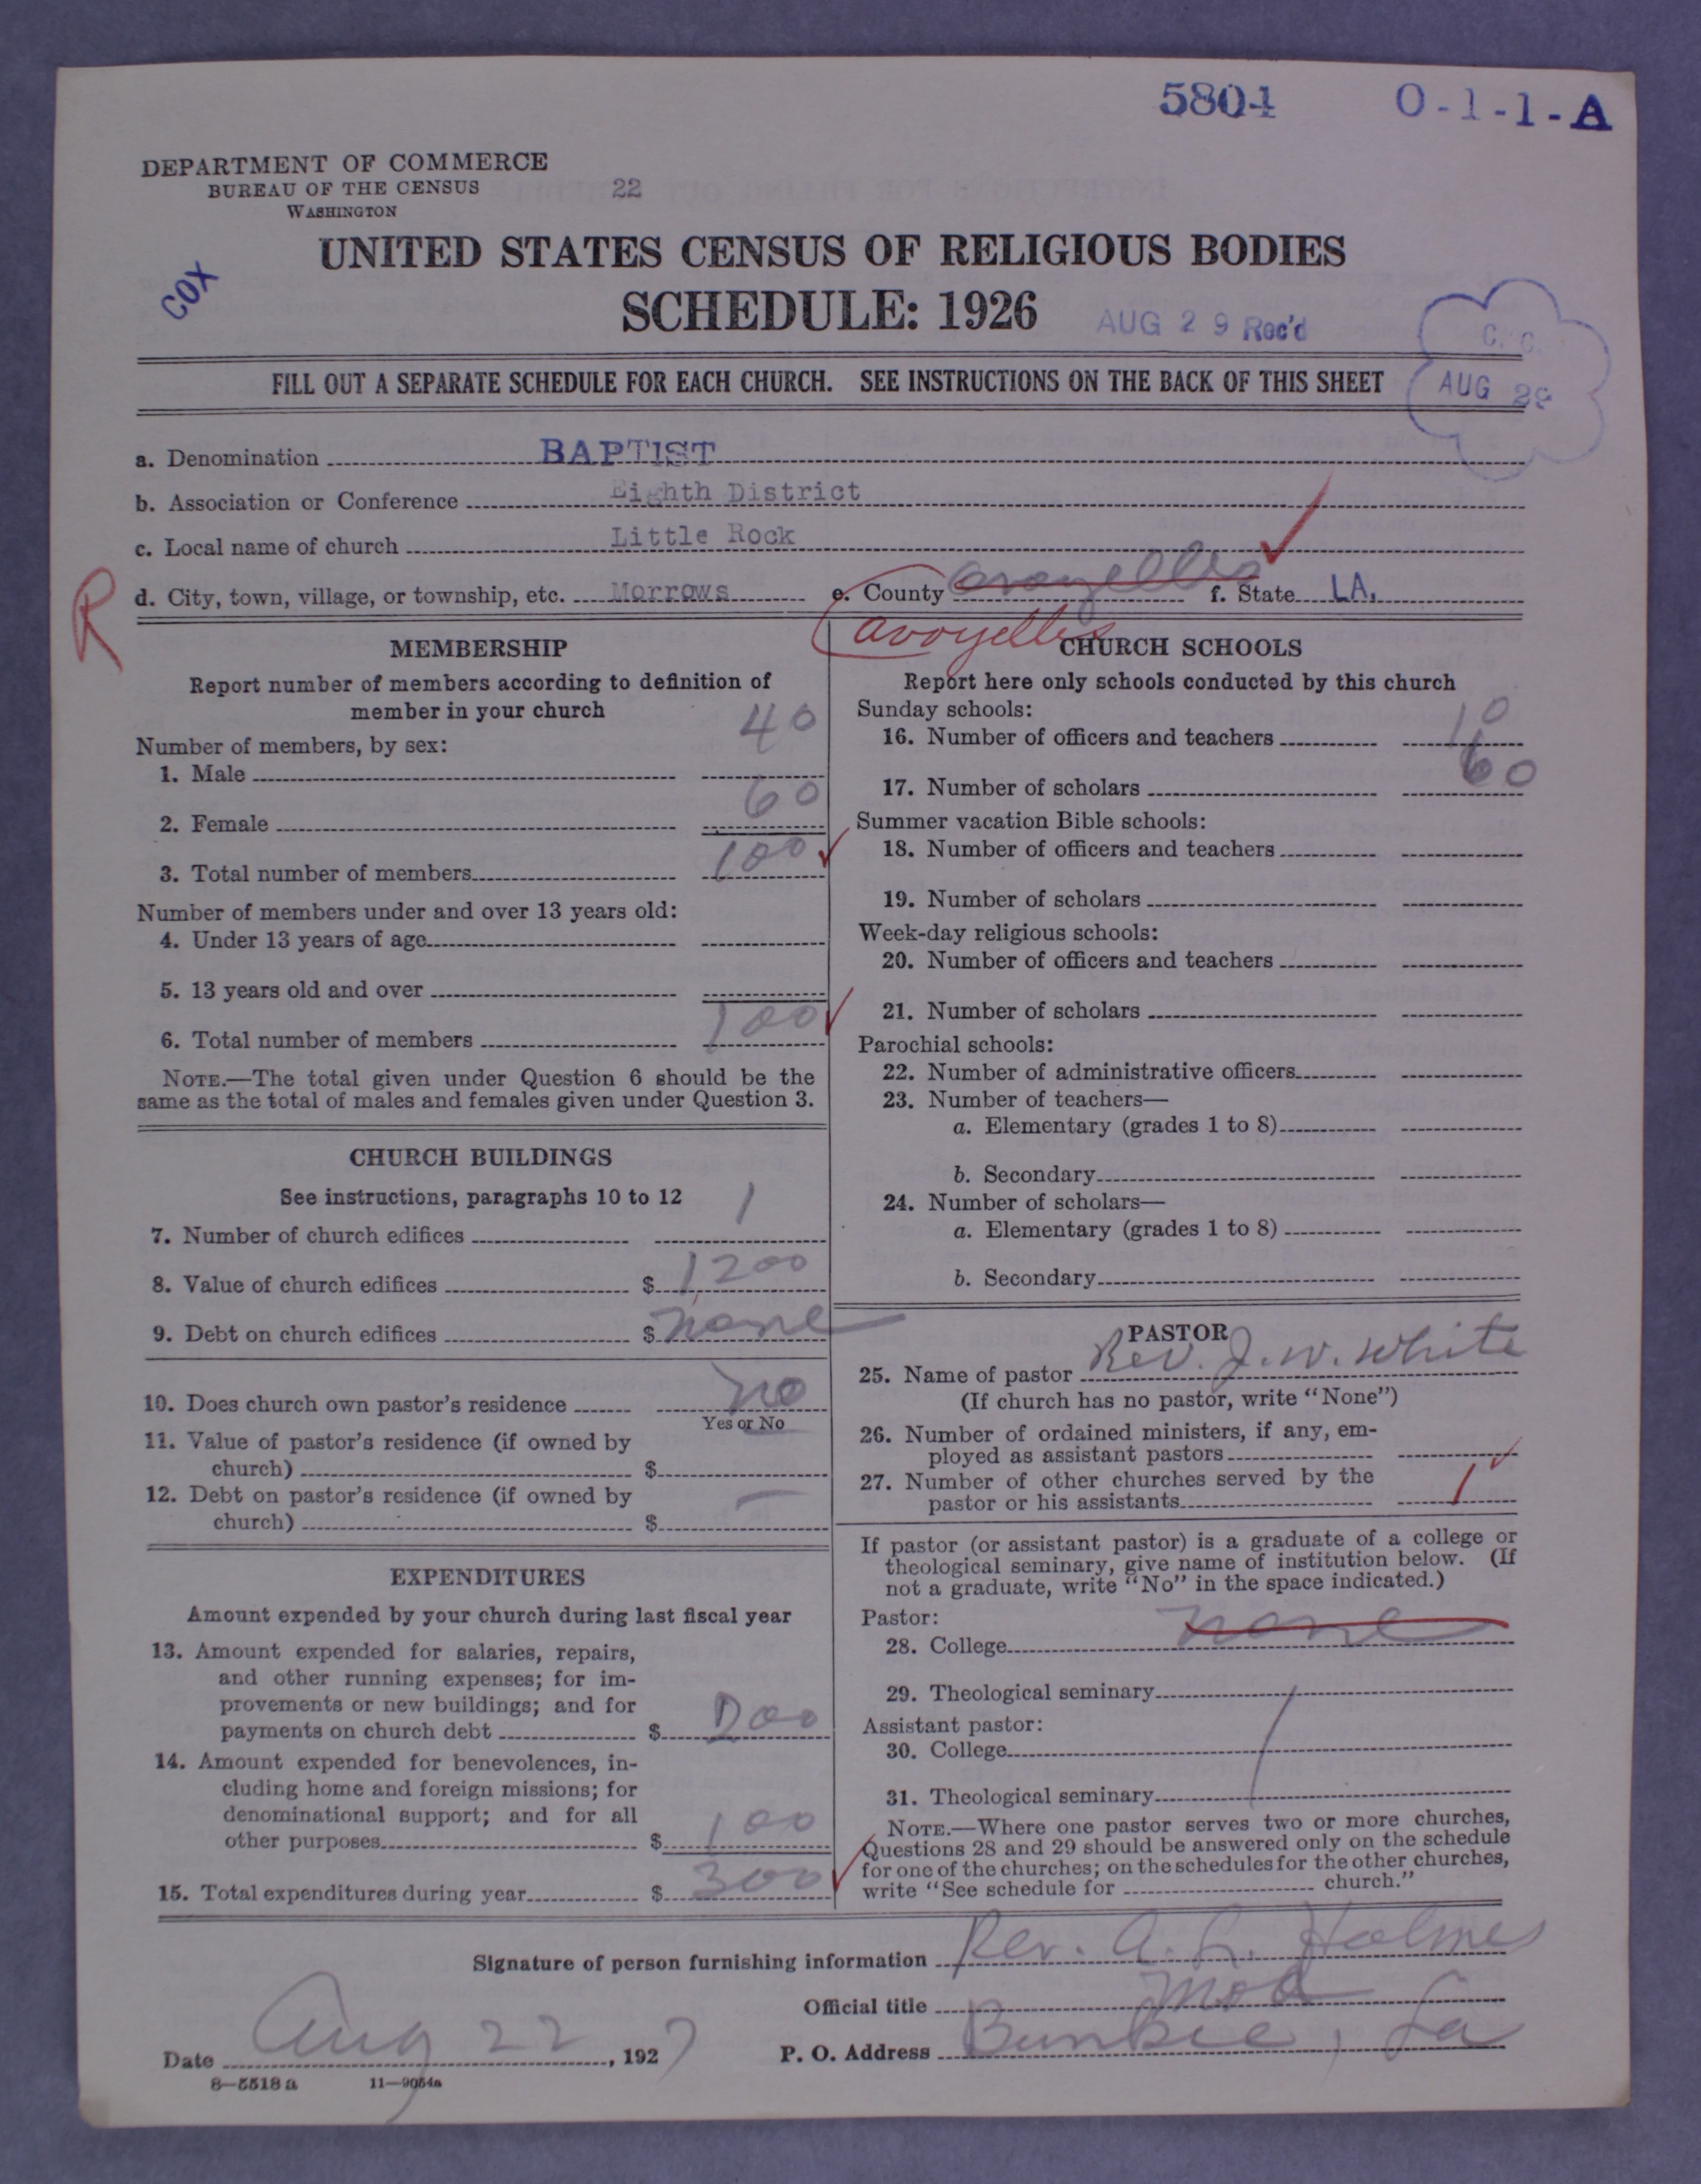 5804 0-1-1-A
DEPARTMENT OF COMMERCE
BUREAU OF THE CENSUS 22
WASHINGTON
UNITED STATES CENSUS OF RELIGIOUS BODIES
COX
SCHEDULE: 1926 AUG 29 Rec'd
C. C.
FILL OUT A SEPARATE SCHEDULE FOR EACH CHURCH. SEE INSTRUCTIONS ON THE BACK OF THIS SHEET AUG 29
a. Denomination BAPTIST
b. Association or Conference Eighth District
c. Local name of church Little Rock
R
d. City, town, village, or township, etc. Morrows e. County Avoyelles f. State LA.
Avoyelles
MEMBERSHIP
Report number of members according to definition of
member in your church
Number of members, by sex:
1. Male 40
2. Female 60
3. Total number of members 100
Number of members under and over 13 years old:
4. Under 13 years of age
5. 13 years old and over
6. Total number of members 100
NOTE.—The total given under Question 6 should be the
same as the total of males and females given under Question 3.
CHURCH BUILDINGS
See instructions, paragraphs 10 to 12
7. Number of church edifices 1
8. Value of church edifices $ 1200
9. Debt on church edifices $ none
10. Does church own pastor's residence no
Yes or No
11. Value of pastor's residence (if owned by
church) $
12. Debt on pastor's residence (if owned by
church) $ —
EXPENDITURES
Amount expended by your church during last fiscal year
13. Amount expended for salaries, repairs,
and other running expenses; for im-
provements or new buildings; and for
payments on church debt $ 200
14. Amount expended for benevolences, in-
cluding home and foreign missions; for
denominational support; and for all
other purposes $ 100
15. Total expenditures during year $ 300
CHURCH SCHOOLS
Report here only schools conducted by this church
Sunday schools:
16. Number of officers and teachers 10
17. Number of scholars 60
Summer vacation Bible schools:
18. Number of officers and teachers
19. Number of scholars
Week-day religious schools:
20. Number of officers and teachers
21. Number of scholars
Parochial schools:
22. Number of administrative officers
23. Number of teachers—
a. Elementary (grades 1 to 8)
b. Secondary
24. Number of scholars—
a. Elementary (grades 1 to 8)
b. Secondary
PASTOR
25. Name of pastor Rev. J. W. White
(If church has no pastor, write "None")
26. Number of ordained ministers, if any, em-
ployed as assistant pastors
27. Number of other churches served by the
pastor or his assistants 1
If pastor (or assistant pastor) is a graduate of a college or
theological seminary, give name of institution below. (If
not a graduate, write "No" in the space indicated.)
Pastor:
28. College none
29. Theological seminary
Assistant pastor:
30. College
31. Theological seminary
NOTE.—Where one pastor serves two or more churches,
Questions 28 and 29 should be answered only on the schedule
for one of the churches; on the schedules for the other churches,
write "See schedule for church."
Signature of person furnishing information Rev. A. L. Holmes
Official title Mod
Date Aug 22, 1927 P. O. Address Bunkie, La
8—5518 a 11—9054a